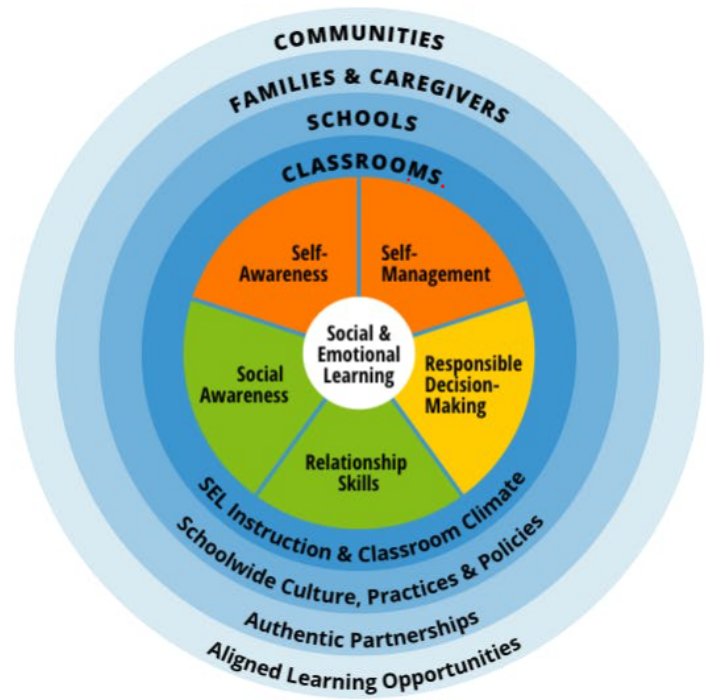 COMMUNITIES
FAMILIES & CAREGIVERS
SCHOOLS
CLASSROOMS.
Self-
Awareness
Self-
Management
Social &
Emotional
Learning
Social
Awareness
Responsible
Decision-
Making
Relationship
Skills
SEL Instruction & Classroom Climate
Schoolwide Culture, Practices & Policies
Authentic Partnerships
Aligned Learning Opportunities